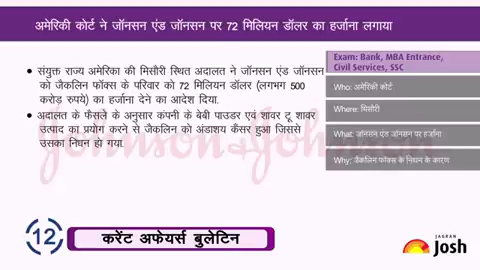 अमेरिकी कोर्ट ने जॉनसन एंड जॉनसन पर 72 मिलियन डॉलर का हर्जाना लगाया
• संयुक्त राज्य अमेरिका की मिसौरी स्थित अदालत ने जॉनसन एंड जॉनसन
को जैकलिन फॉक्स के परिवार को 72 मिलियन डॉलर (लगभग 500
करोड़ रुपये) का हर्जाना देने का आदेश दिया.
• अदालत के फैसले के अनुसार कंपनी के बेबी पाउडर एवं शावर टू शावर
उत्पाद का प्रयोग करने से जैकलिन को अंडाशय कैंसर हुआ जिससे
उसका निधन हो गया.
Johnson & Johnson
Exam: Bank, MBA Entrance,
Civil Services, SSC
Who: अमेरिकी कोर्ट
Where: मिसौरी
What: जॉनसन एंड जॉनसन पर हर्जाना
Why: जैकलिन फॉक्स के निधन के कारण
12
करेंट अफेयर्स बुलेटिन
JAGRAN
Josh